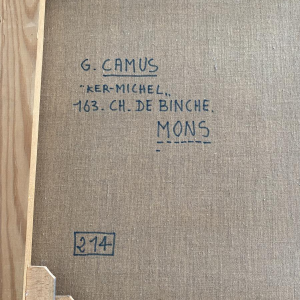 G. CAMUS
"KER-MICHEL„
163. CH. DE BINCHE.
MONS
214